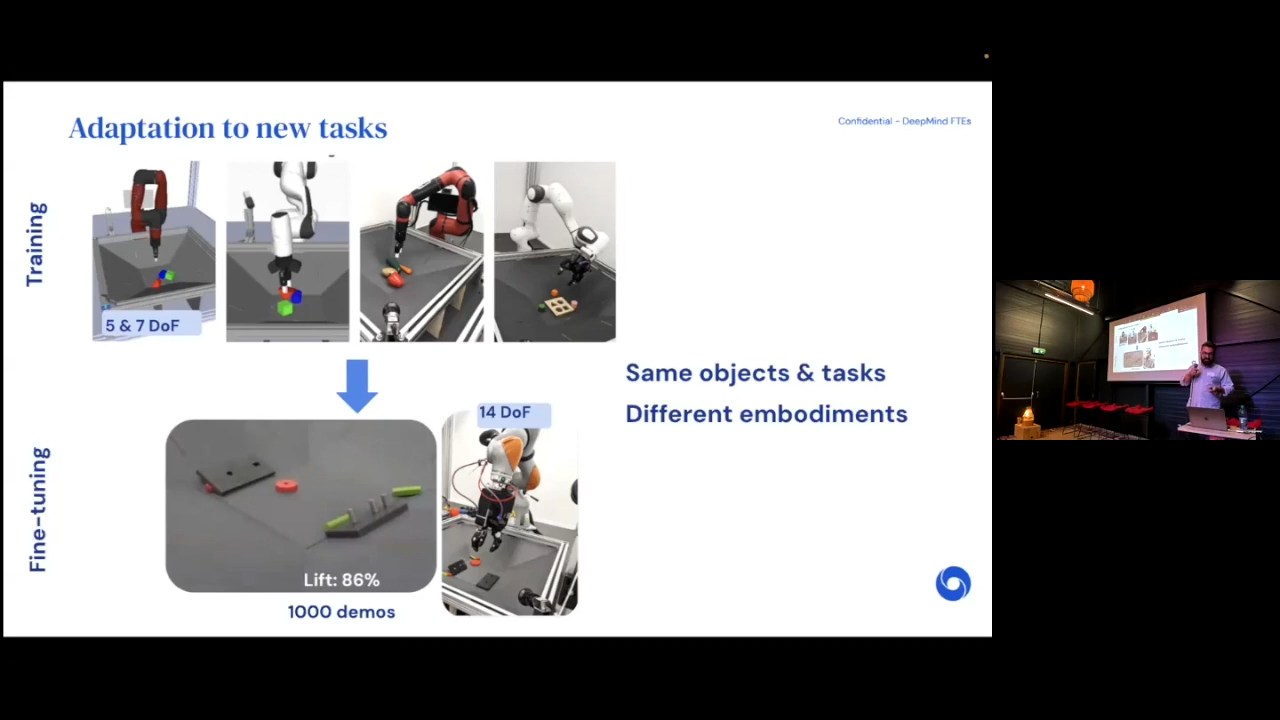 Adaptation to new tasks
Confidential - DeepMind FTEs
Training
5 & 7 DoF
Same objects & tasks
Different embodiments
14 DoF
Fine-tuning
Lift: 86%
1000 demos